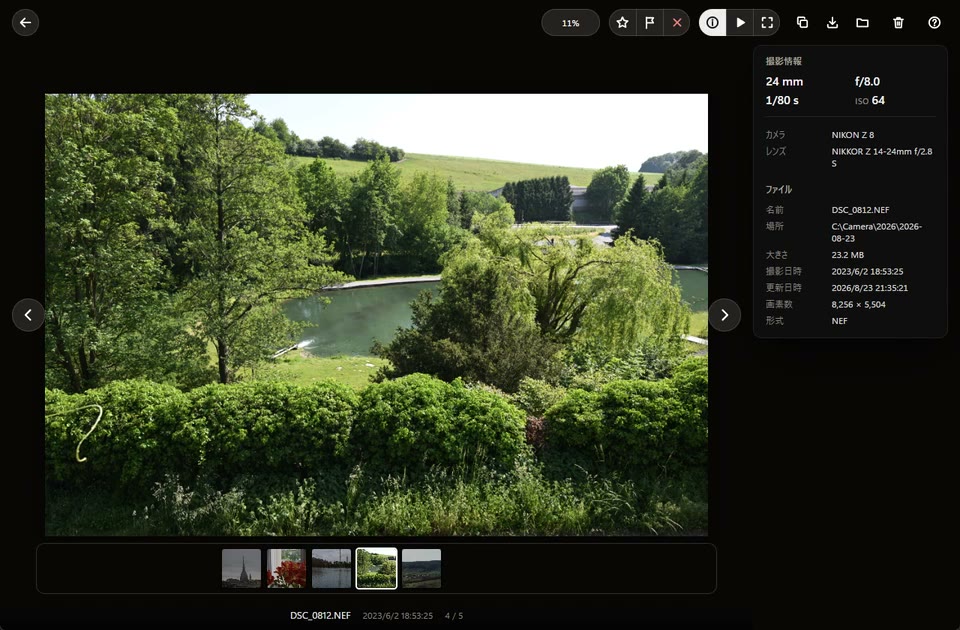 11%
撮影情報
24 mm f/8.0
1/80 s ISO 64
カメラ NIKON Z 8
レンズ NIKKOR Z 14-24mm f/2.8
S
ファイル
名前 DSC_0812.NEF
場所 C:\Camera\2026\2026-
08-23
大きさ 23.2 MB
撮影日時 2023/6/2 18:53:25
更新日時 2026/8/23 21:35:21
画素数 8,256 × 5,504
形式 NEF
DSC_0812.NEF 2023/6/2 18:53:25 4 / 5